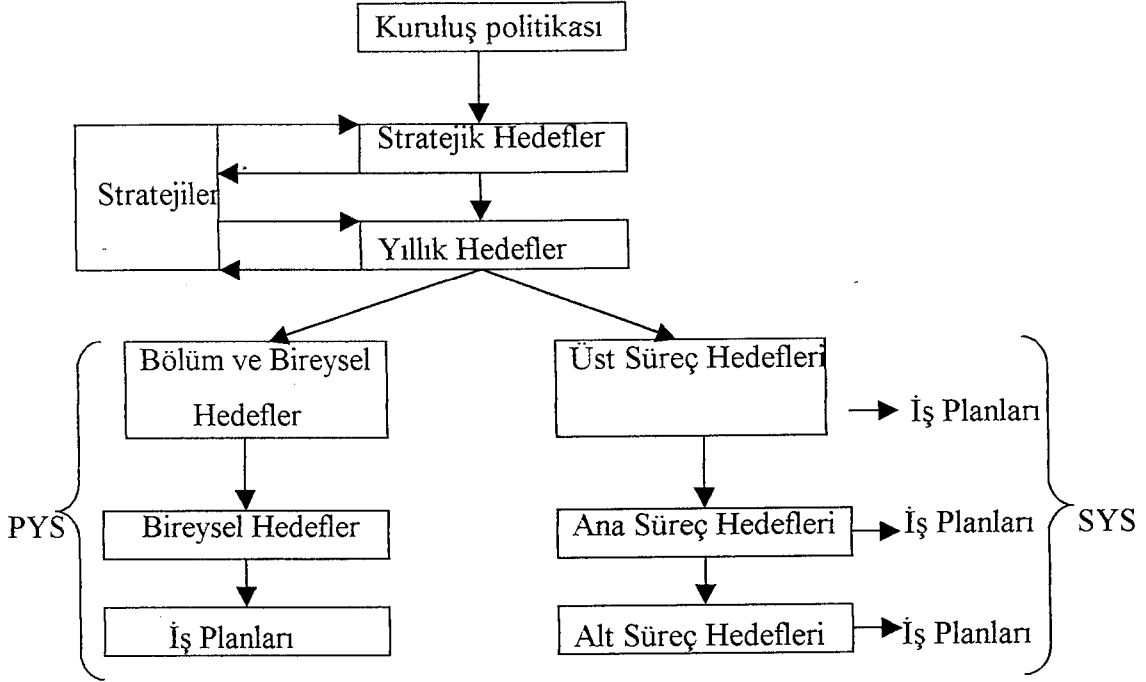 Kuruluş politikası
Stratejik Hedefler
Stratejiler
Yıllık Hedefler
Bölüm ve Bireysel
Hedefler
Üst Süreç Hedefleri
İş Planları
PYS
Bireysel Hedefler
Ana Süreç Hedefleri
İş Planları
SYS
İş Planları
Alt Süreç Hedefleri
İş Planları